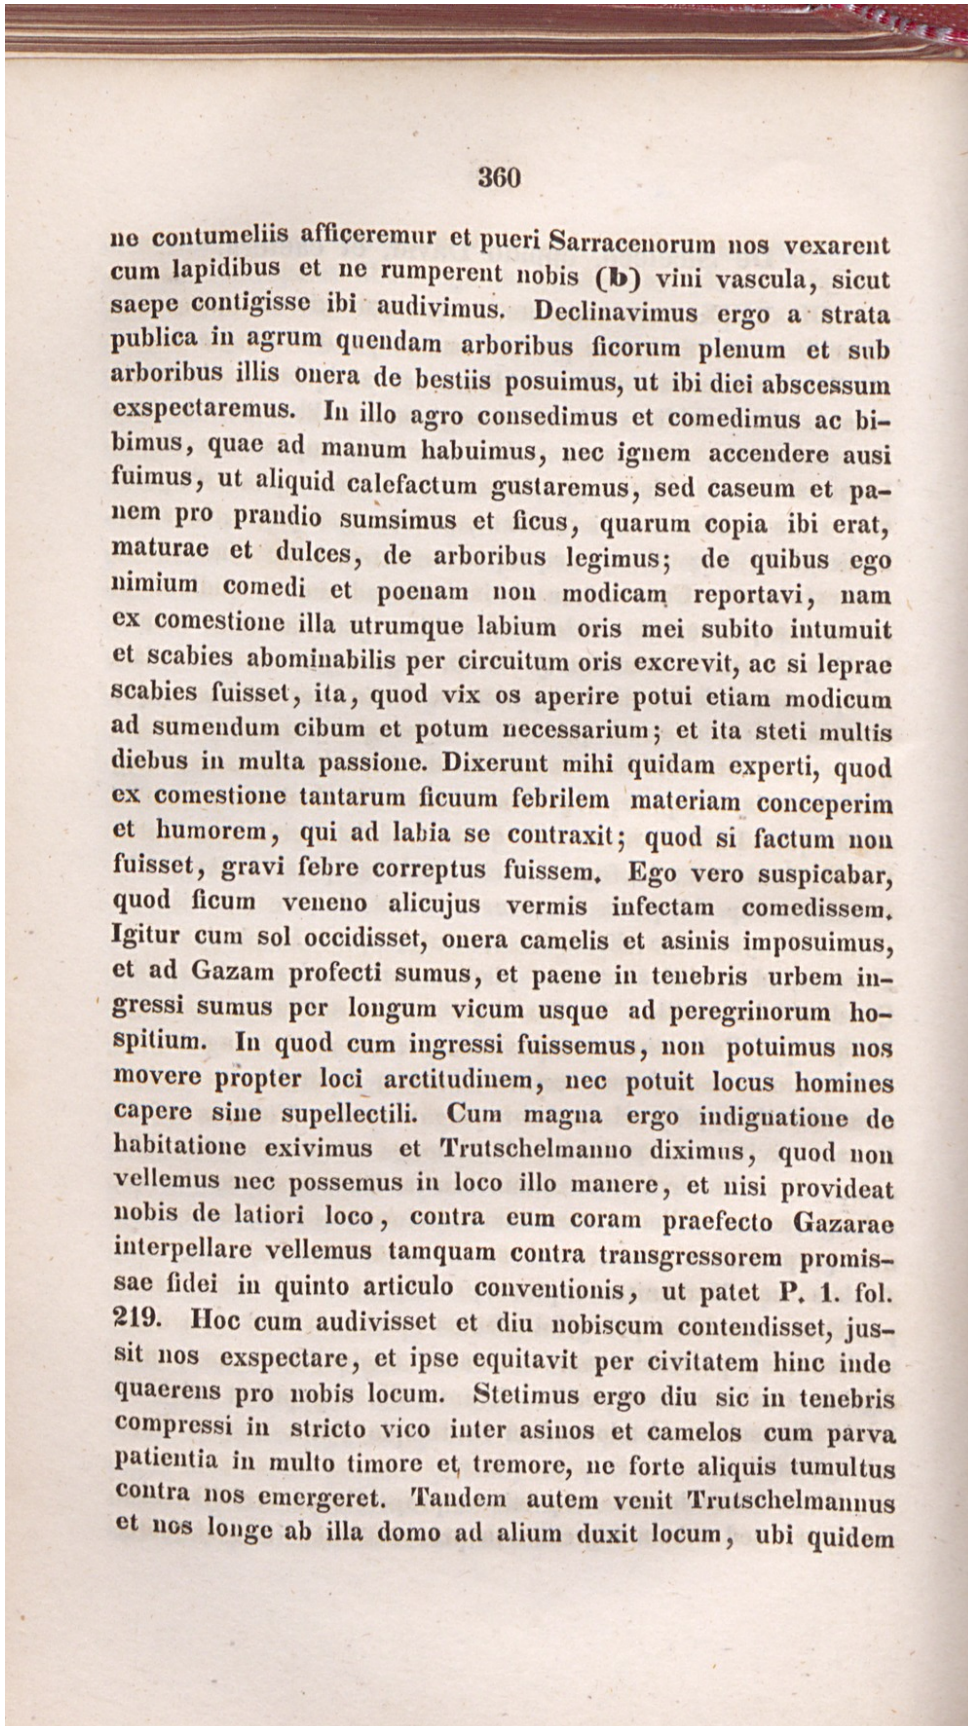 360
ne contumeliis afficeremur et pueri Sarracenorum nos vexarent
cum lapidibus et ne rumperent nobis (b) vini vascula, sicut
saepe contigisse ibi audivimus. Declinavimus ergo a strata
publica in agrum quendam arboribus ficorum plenum et sub
arboribus illis onera de bestiis posuimus, ut ibi diei abscessum
exspectaremus. In illo agro consedimus et comedimus ac bi-
bimus, quae ad manum habuimus, nec ignem accendere ausi
fuimus, ut aliquid calefactum gustaremus, sed caseum et pa-
nem pro prandio sumsimus et ficus, quarum copia ibi erat,
maturae et dulces, de arboribus legimus; de quibus ego
nimium comedi et poenam non modicam reportavi, nam
ex comestione illa utrumque labium oris mei subito intumuit
et scabies abominabilis per circuitum oris excrevit, ac si leprae
scabies fuisset, ita, quod vix os aperire potui etiam modicum
ad sumendum cibum et potum necessarium; et ita steti multis
diebus in multa passione. Dixerunt mihi quidam experti, quod
ex comestione tantarum ficuum febrilem materiam conceperim
et humorem, qui ad labia se contraxit; quod si factum non
fuisset, gravi febre correptus fuissem. Ego vero suspicabar,
quod ficum veneno alicujus vermis infectam comedissem.
Igitur cum sol occidisset, onera camelis et asinis imposuimus,
et ad Gazam profecti sumus, et paene in tenebris urbem in-
gressi sumus per longum vicum usque ad peregrinorum ho-
spitium. In quod cum ingressi fuissemus, non potuimus nos
movere propter loci arctitudinem, nec potuit locus homines
capere sine supellectili. Cum magna ergo indignatione de
habitatione exivimus et Trutschelmanno diximus, quod non
vellemus nec possemus in loco illo manere, et nisi provideat
nobis de latiori loco, contra eum coram praefecto Gazarae
interpellare vellemus tamquam contra transgressorem promis-
sae fidei in quinto articulo conventionis, ut patet P. 1. fol.
219. Hoc cum audivisset et diu nobiscum contendisset, jus-
sit nos exspectare, et ipse equitavit per civitatem hinc inde
quaerens pro nobis locum. Stetimus ergo diu sic in tenebris
compressi in stricto vico inter asinos et camelos cum parva
patientia in multo timore et tremore, ne forte aliquis tumultus
contra nos emergeret. Tandem autem venit Trutschelmannus
et nos longe ab illa domo ad alium duxit locum, ubi quidem